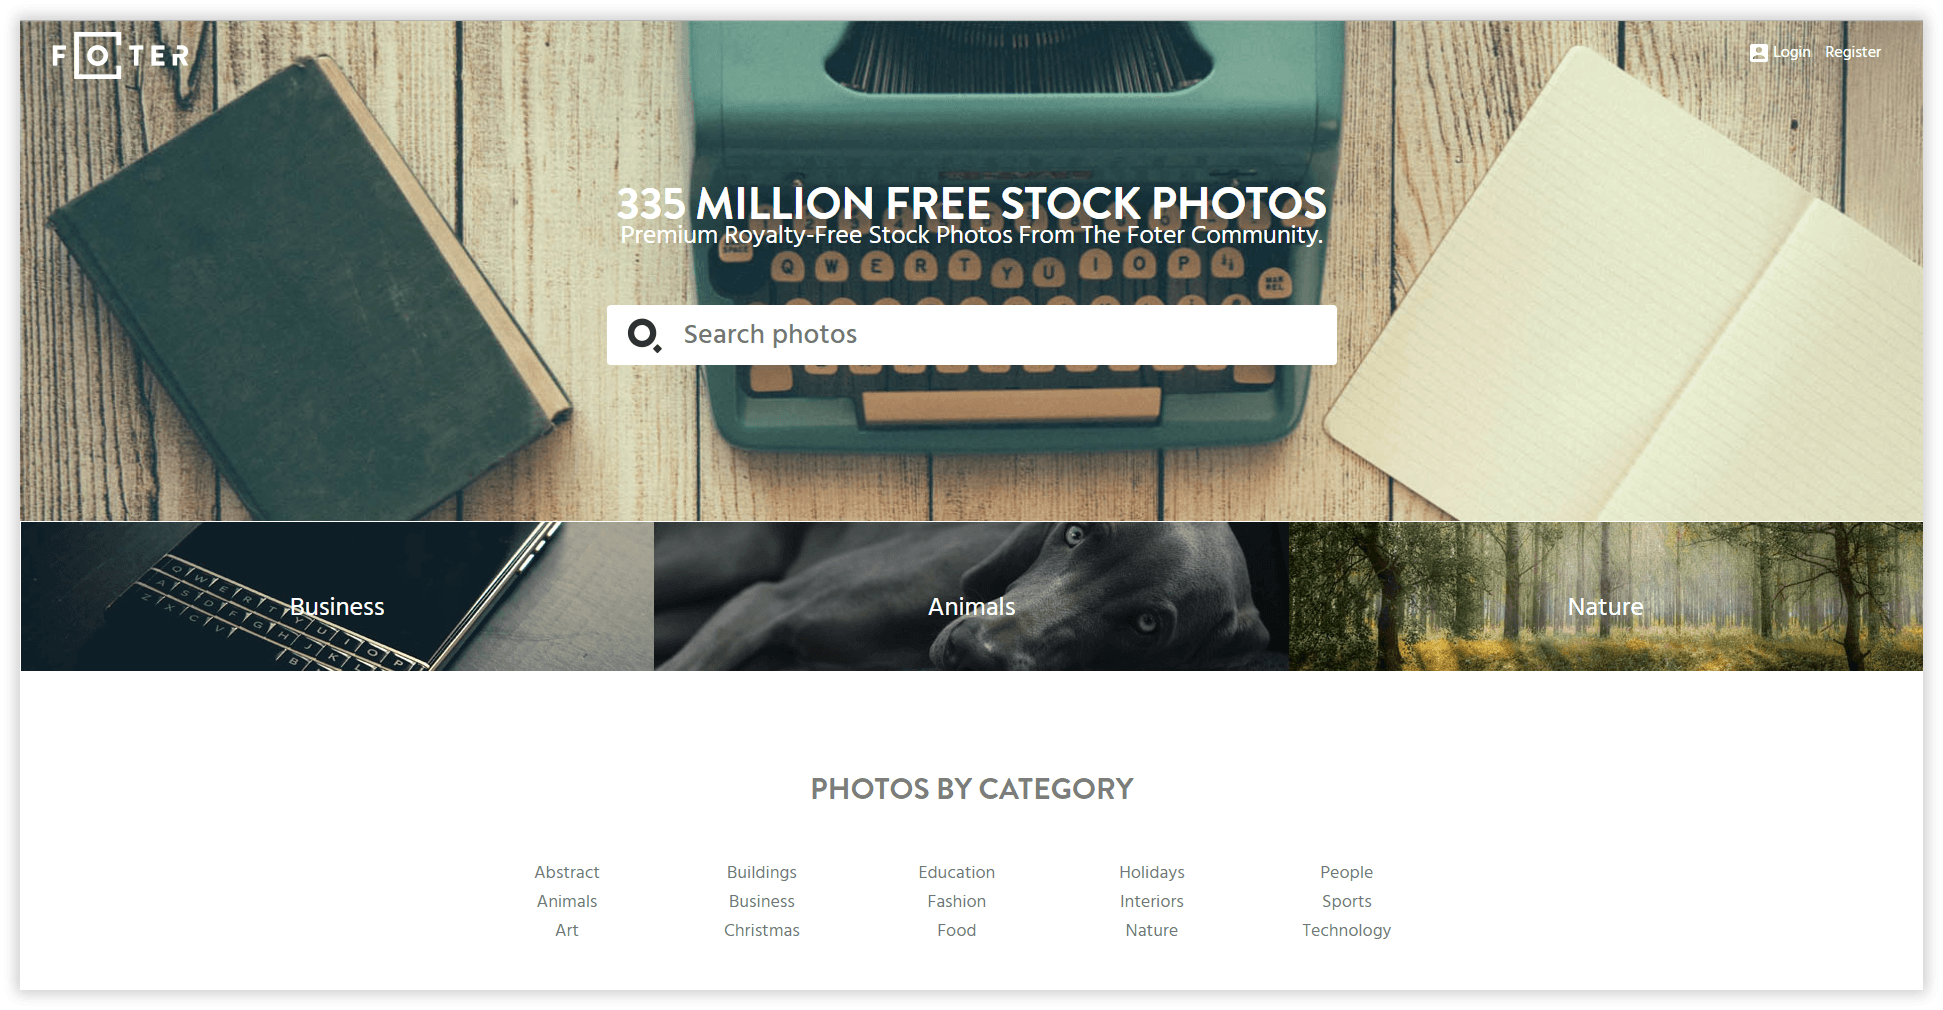 FOTER
Login Register
335 MILLION FREE STOCK PHOTOS
Premium Royalty-Free Stock Photos From The Foter Community.
Q W E R T Y U I O P
Search photos
Business
Animals
Nature
PHOTOS BY CATEGORY
Abstract Buildings Education Holidays People
Animals Business Fashion Interiors Sports
Art Christmas Food Nature Technology